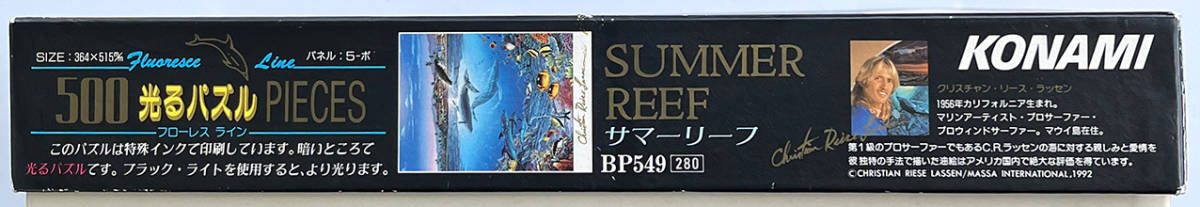 SIZE:364×515㎜
Fluoresce Line
パネル:5-ボ
500 光るパズル PIECES
フローレス ライン
このパズルは特殊インクで印刷しています。暗いところで
光るパズルです。ブラック・ライトを使用すると、より光ります。
Christian Riese Lassen
SUMMER
REEF
サマーリーフ
BP549 280
Christian Riese L
KONAMI
クリスチャン・リース・ラッセン
1956年カリフォルニア生まれ。
マリンアーティスト・プロサーファー・
プロウィンドサーファー。マウイ島在住。
第1級のプロサーファーでもあるC.R.ラッセンの海に対する親しみと愛情を
彼独特の手法で描いた油絵はアメリカ国内で絶大な評価を得ています。
©CHRISTIAN RIESE LASSEN/MASSA INTERNATIONAL,1992